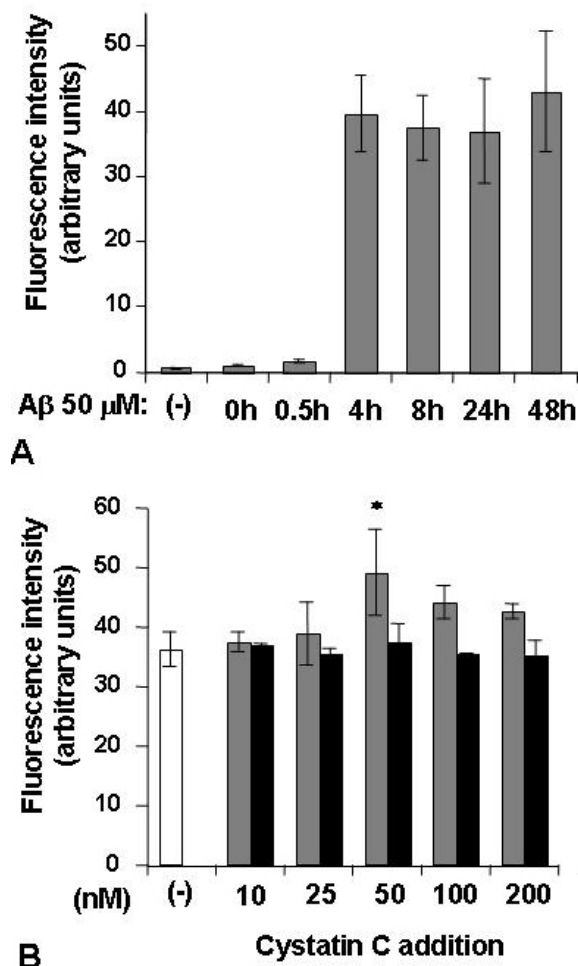 Fluorescence intensity
(arbitrary units)
50
40
30
20
10
0
Aβ 50 µM: (-) 0h 0.5h 4h 8h 24h 48h
A
*
Fluorescence intensity
(arbitrary units)
60
50
40
30
20
10
0
(nM) (-) 10 25 50 100 200
Cystatin C addition
B